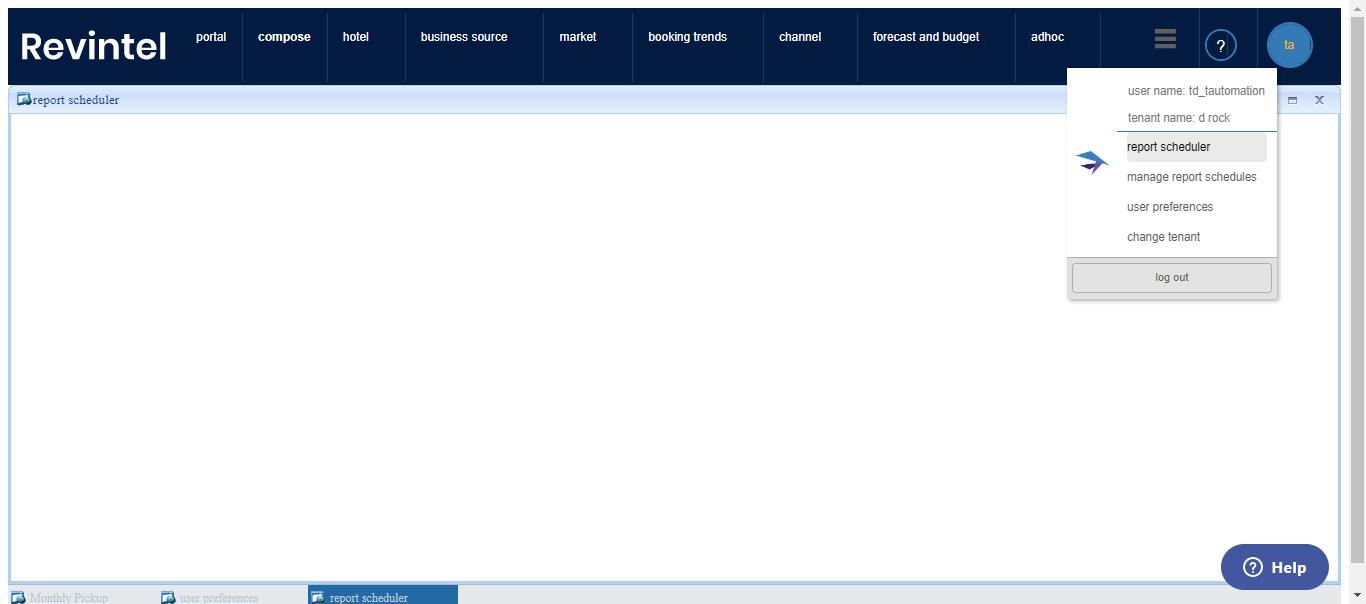 Revintel
portal
compose
hotel
business source
market
booking trends
channel
forecast and budget
adhoc
?
ta
report scheduler
user name: td_tautomation
tenant name: d rock
report scheduler
manage report schedules
user preferences
change tenant
log out
? Help
Monthly Pickup
user preferences
report scheduler